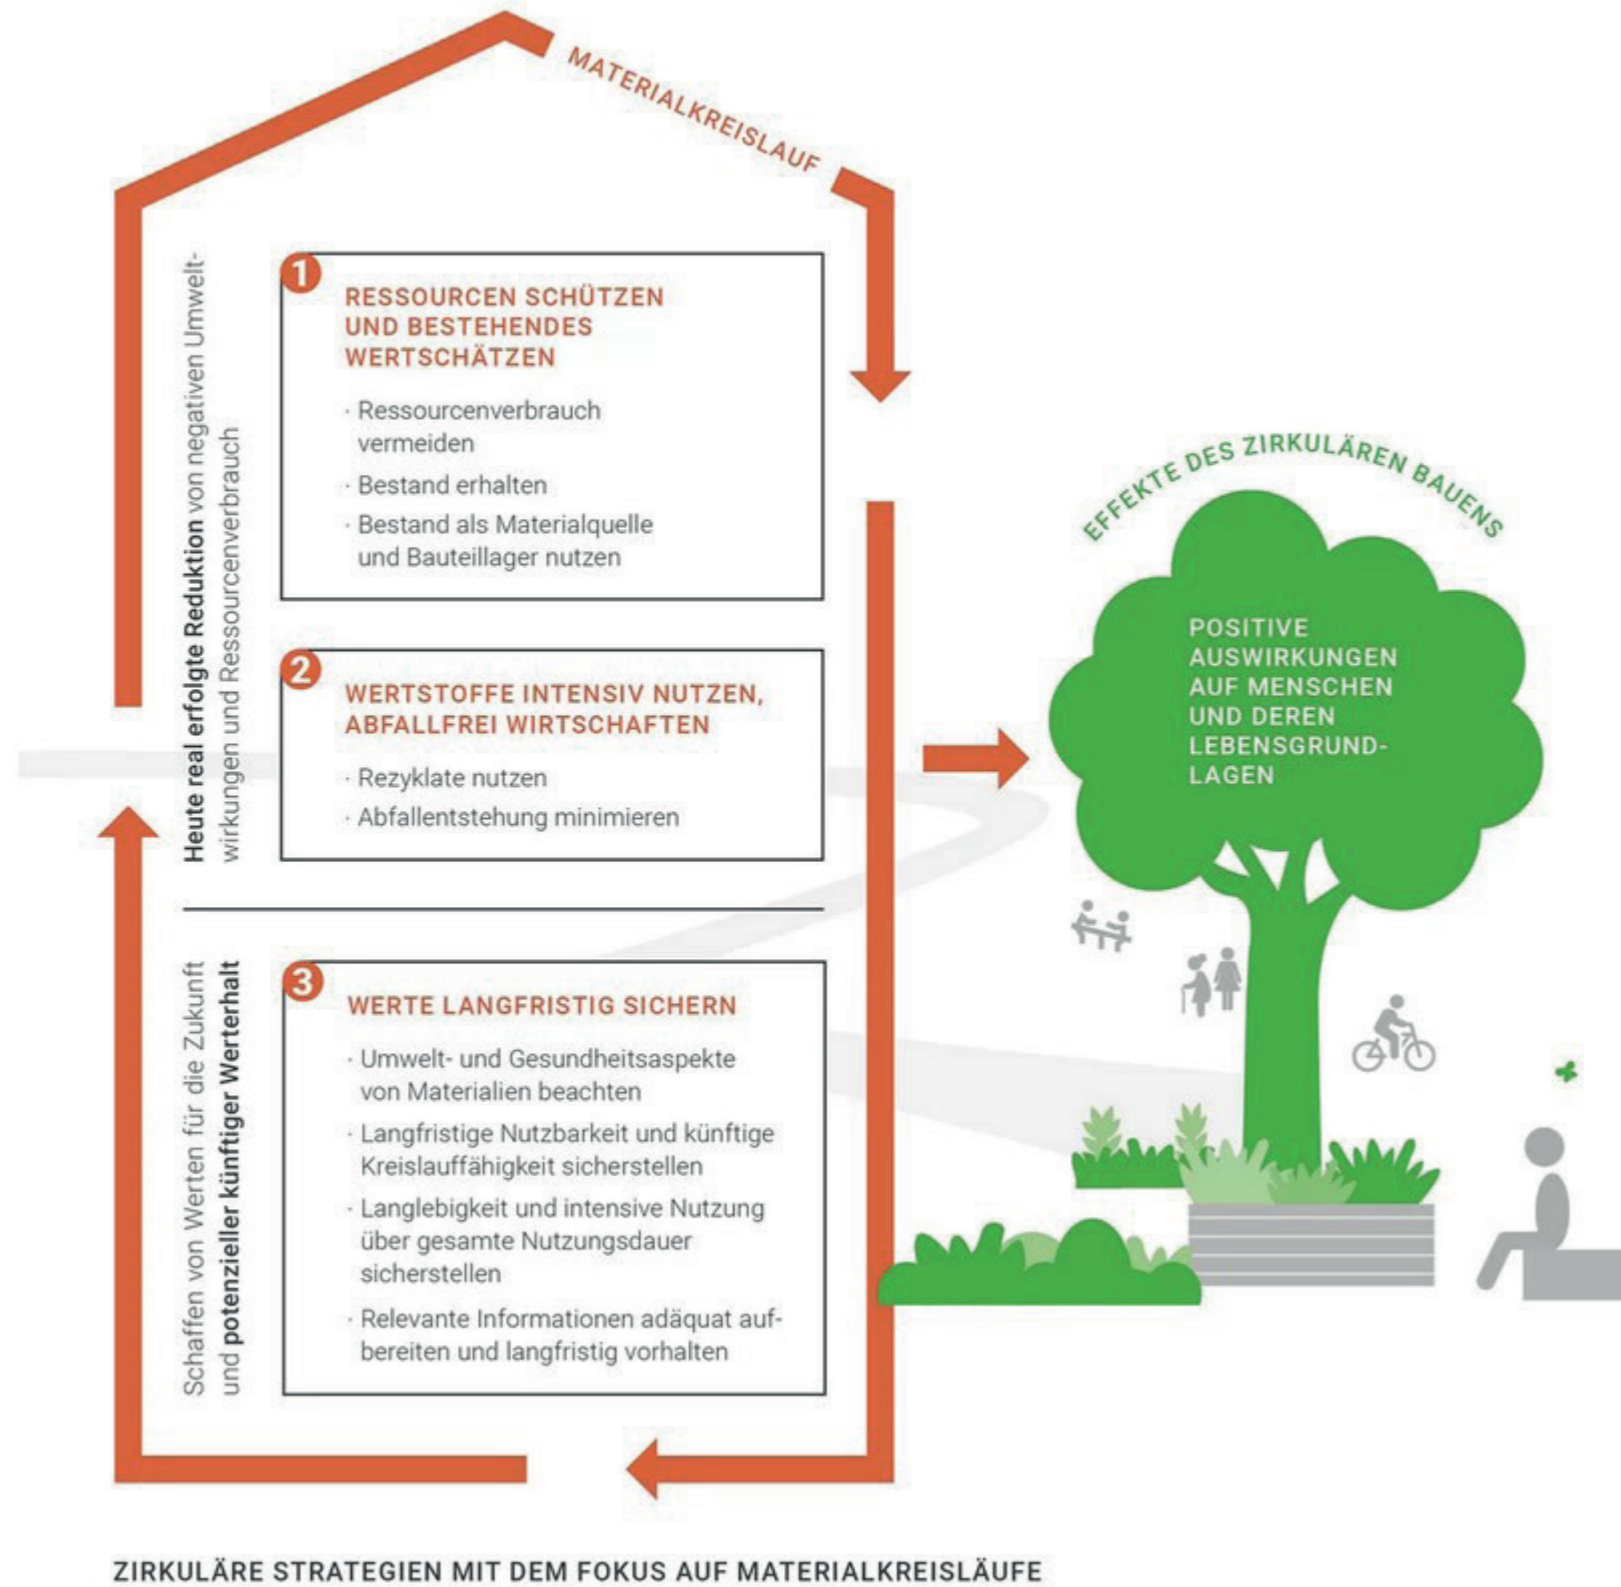 MATERIALKREISLAUF
Heute real erfolgte Reduktion von negativen Umwelt-
wirkungen und Ressourcenverbrauch
1
RESSOURCEN SCHÜTZEN
UND BESTEHENDES
WERTSCHÄTZEN
· Ressourcenverbrauch
vermeiden
· Bestand erhalten
· Bestand als Materialquelle
und Bauteillager nutzen
2
WERTSTOFFE INTENSIV NUTZEN,
ABFALLFREI WIRTSCHAFTEN
· Rezyklate nutzen
· Abfallentstehung minimieren
Schaffen von Werten für die Zukunft
und potenzieller künftiger Werterhalt
3
WERTE LANGFRISTIG SICHERN
· Umwelt- und Gesundheitsaspekte
von Materialien beachten
· Langfristige Nutzbarkeit und künftige
Kreislauffähigkeit sicherstellen
· Langlebigkeit und intensive Nutzung
über gesamte Nutzungsdauer
sicherstellen
· Relevante Informationen adäquat auf-
bereiten und langfristig vorhalten
EFFEKTE DES ZIRKULÄREN BAUENS
POSITIVE
AUSWIRKUNGEN
AUF MENSCHEN
UND DEREN
LEBENSGRUND-
LAGEN
ZIRKULÄRE STRATEGIEN MIT DEM FOKUS AUF MATERIALKREISLÄUFE